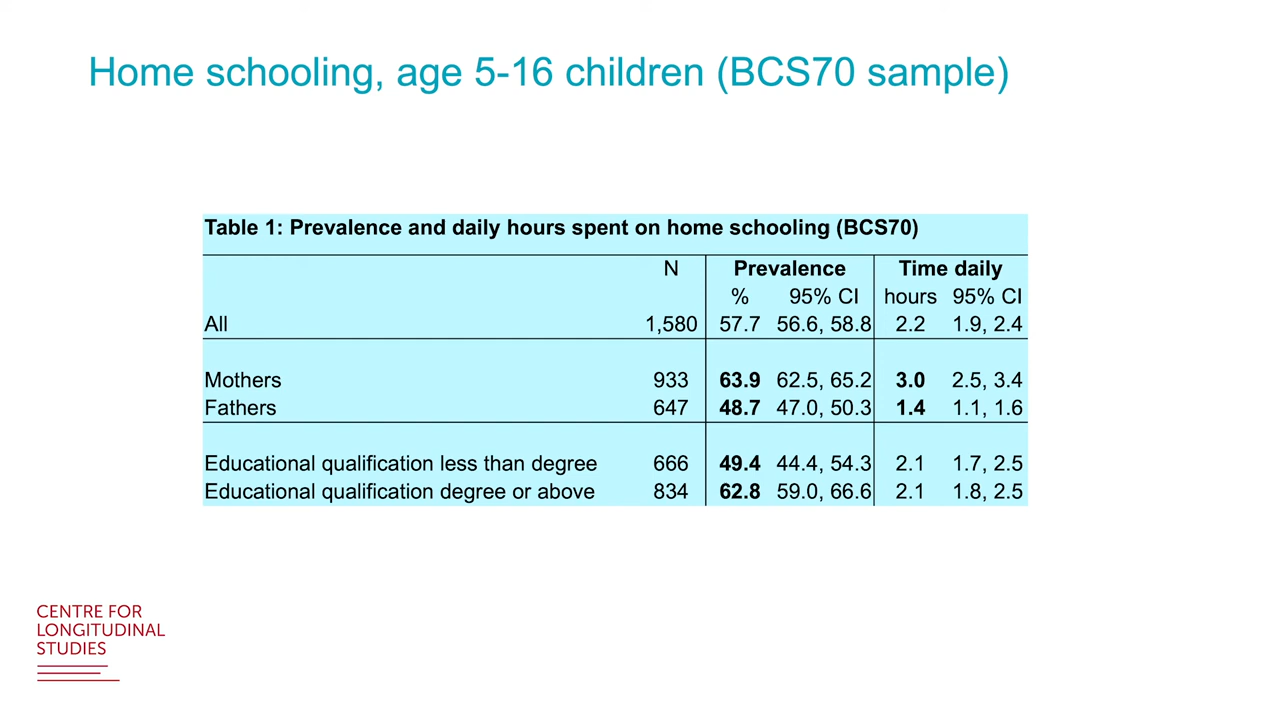 Home schooling, age 5-16 children (BCS70 sample)
Table 1: Prevalence and daily hours spent on home schooling (BCS70)
N Prevalence Time daily
% 95% CI hours 95% CI
All 1,580 57.7 56.6, 58.8 2.2 1.9, 2.4
Mothers 933 63.9 62.5, 65.2 3.0 2.5, 3.4
Fathers 647 48.7 47.0, 50.3 1.4 1.1, 1.6
Educational qualification less than degree 666 49.4 44.4, 54.3 2.1 1.7, 2.5
Educational qualification degree or above 834 62.8 59.0, 66.6 2.1 1.8, 2.5
CENTRE FOR
LONGITUDINAL
STUDIES